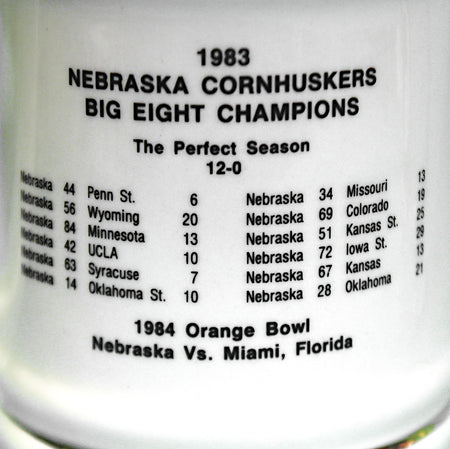 1983
NEBRASKA CORNHUSKERS
BIG EIGHT CHAMPIONS
The Perfect Season
12-0
Nebraska 44 Penn St. 6
Nebraska 56 Wyoming 20
Nebraska 84 Minnesota 13
Nebraska 42 UCLA 10
Nebraska 63 Syracuse 7
Nebraska 14 Oklahoma St. 10
Nebraska 34 Missouri 13
Nebraska 69 Colorado 19
Nebraska 51 Kansas St. 25
Nebraska 72 Iowa St. 29
Nebraska 67 Kansas 13
Nebraska 28 Oklahoma 21
1984 Orange Bowl
Nebraska Vs. Miami, Florida